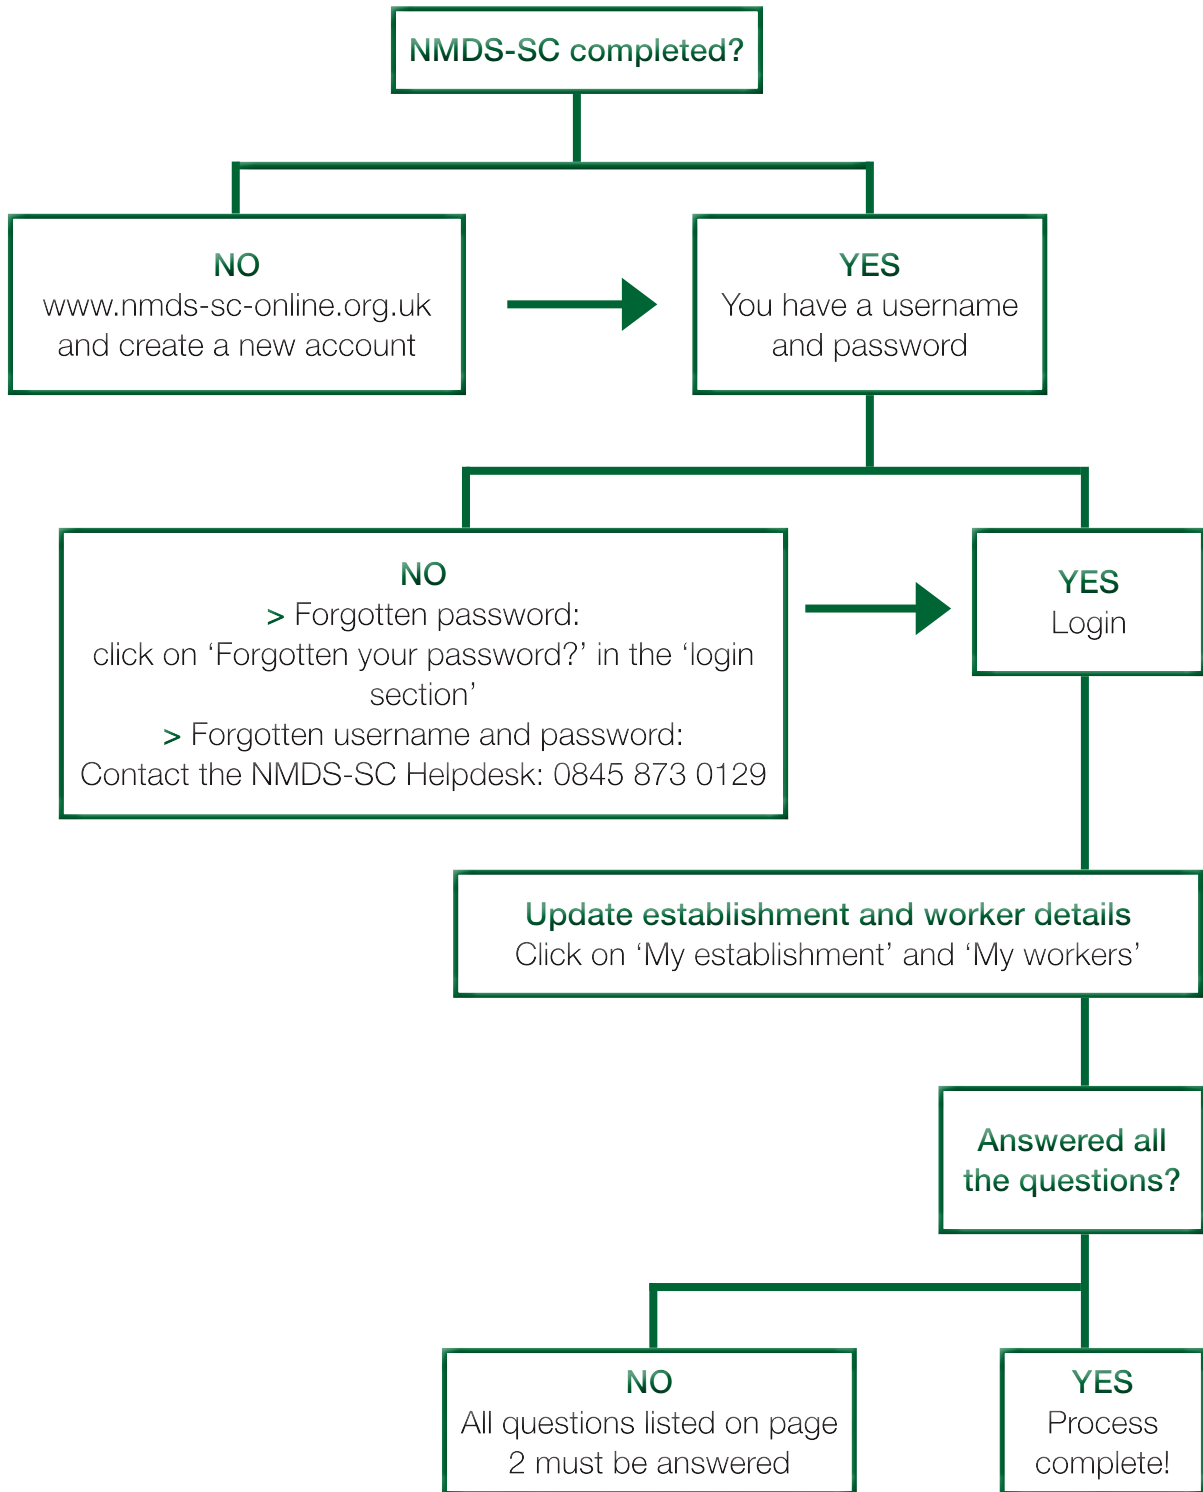 NMDS-SC completed?
NO
www.nmds-sc-online.org.uk
and create a new account
YES
You have a username
and password
NO
> Forgotten password:
click on ‘Forgotten your password?’ in the ‘login
section’
> Forgotten username and password:
Contact the NMDS-SC Helpdesk: 0845 873 0129
YES
Login
Update establishment and worker details
Click on ‘My establishment’ and ‘My workers’
Answered all
the questions?
NO
All questions listed on page
2 must be answered
YES
Process
complete!